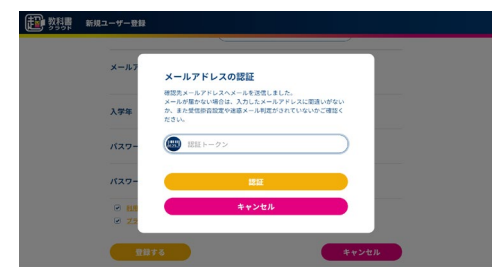 超 教科書
クラウド
新規ユーザー登録
メールア
メールアドレスの認証
確認先メールアドレスへメールを送信しました。
メールが届かない場合は、入力したメールアドレスに間違いがない
か、また受信拒否設定や迷惑メール判定がされていないかご確認く
ださい。
入学年
認証トークン
パスワー
認証
パスワー
キャンセル
登録する
キャンセル